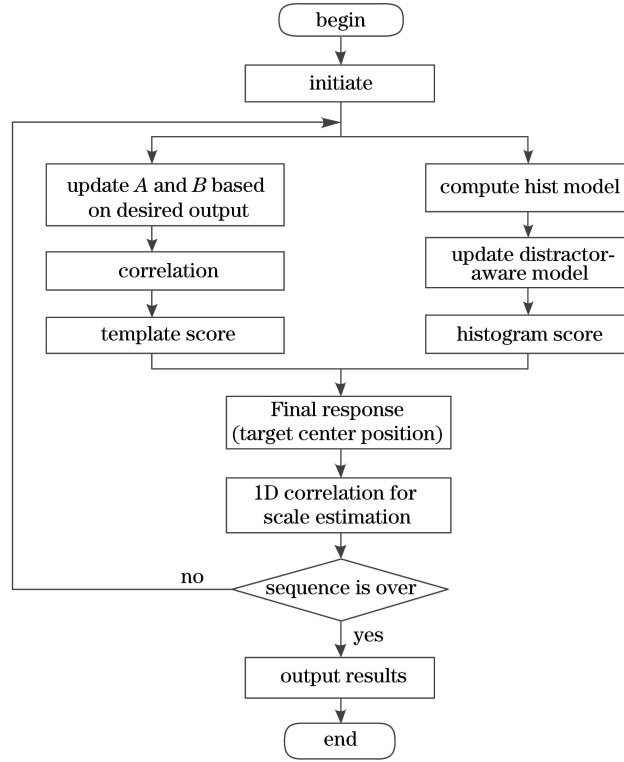 begin
initiate
update A and B based
on desired output
correlation
template score
compute hist model
update distractor-
aware model
histogram score
Final response
(target center position)
1D correlation for
scale estimation
sequence is over
no
yes
output results
end